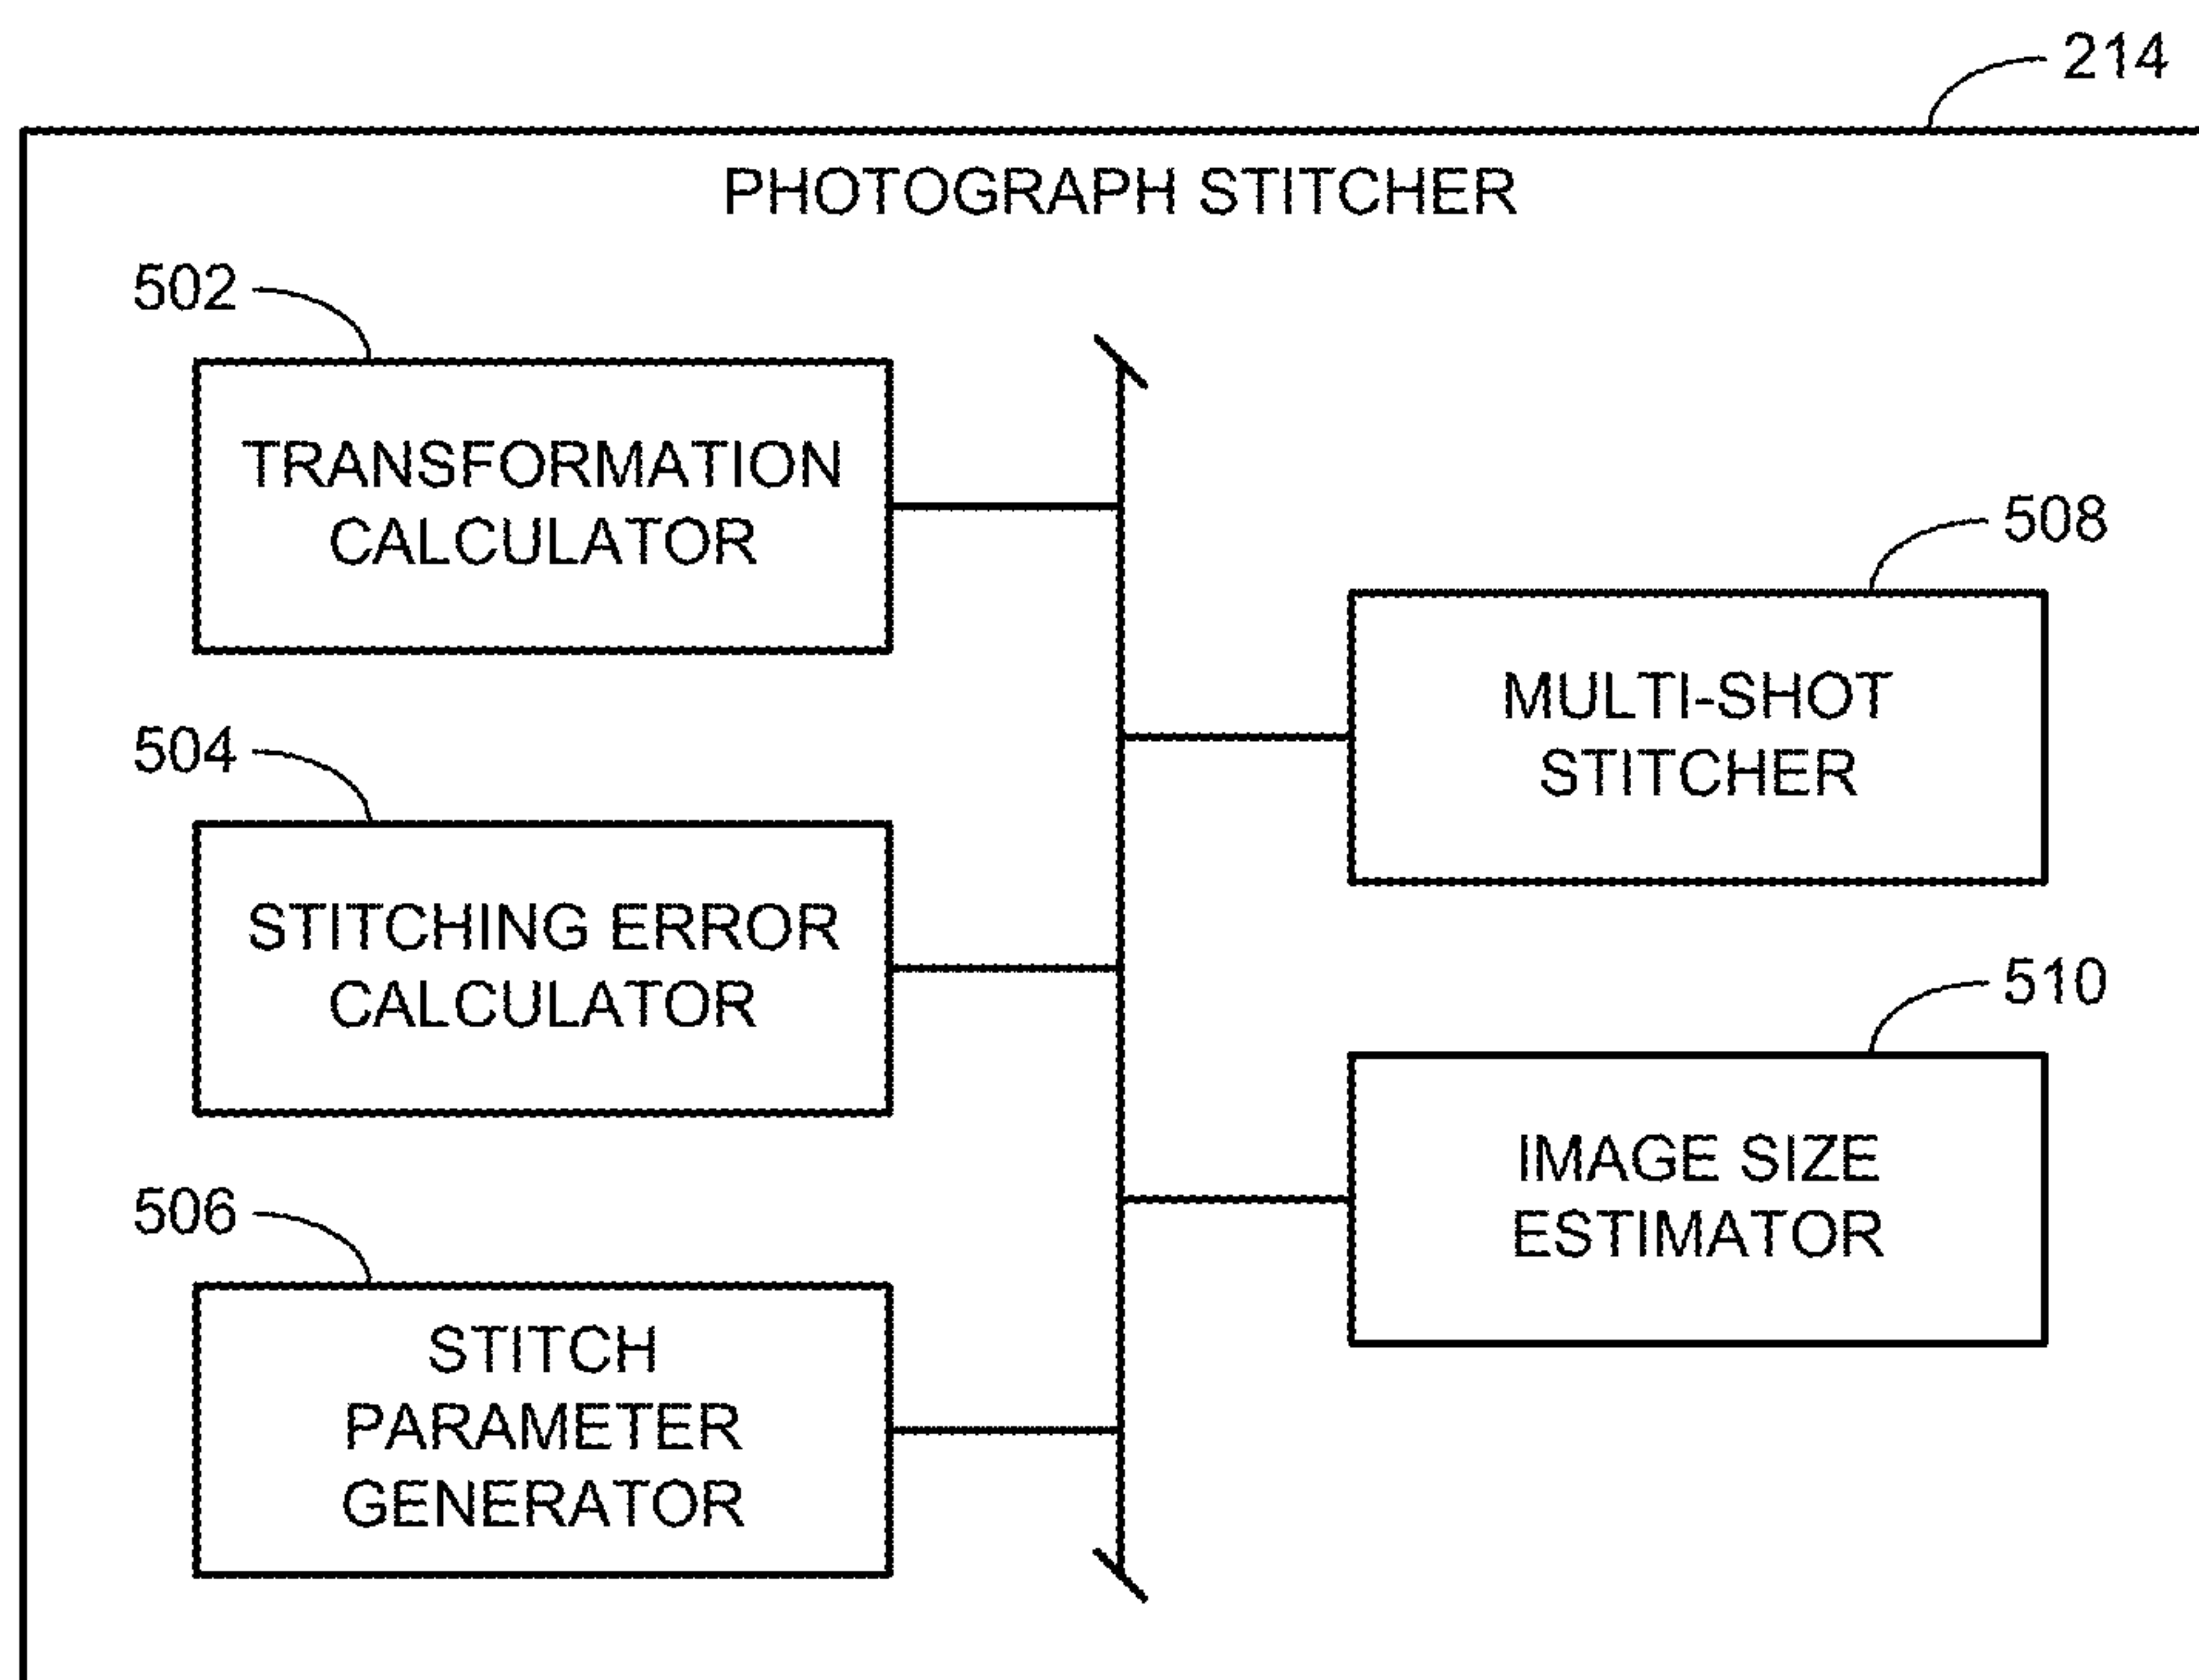 214
PHOTOGRAPH STITCHER
502
TRANSFORMATION
CALCULATOR
504
STITCHING ERROR
CALCULATOR
506
STITCH
PARAMETER
GENERATOR
508
MULTI-SHOT
STITCHER
510
IMAGE SIZE
ESTIMATOR